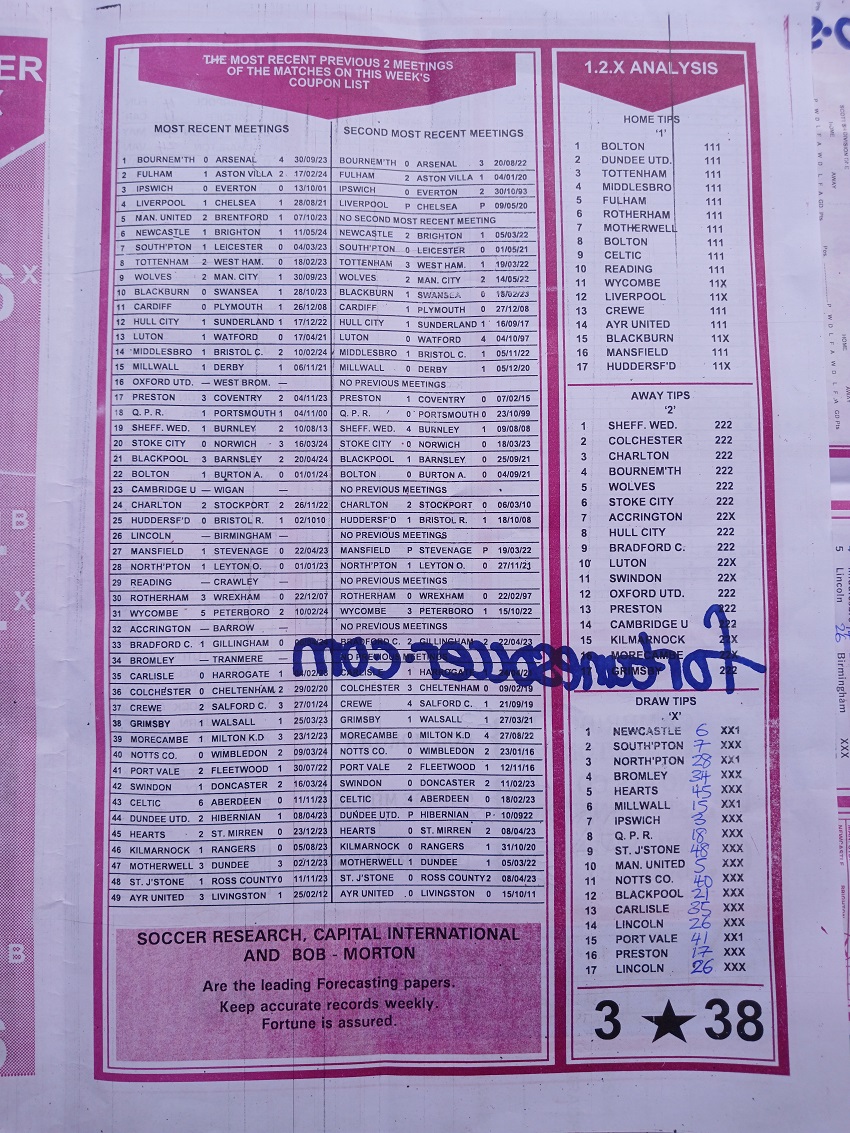 THE MOST RECENT PREVIOUS 2 MEETINGS
OF THE MATCHES ON THIS WEEK'S
COUPON LIST
MOST RECENT MEETINGS SECOND MOST RECENT MEETINGS
1 BOURNEM'TH 0 ARSENAL 4 30/09/23 BOURNEM'TH 0 ARSENAL 3 20/08/22
2 FULHAM 1 ASTON VILLA 2 17/02/24 FULHAM 2 ASTON VILLA 1 04/01/20
3 IPSWICH 0 EVERTON 0 13/10/01 IPSWICH 0 EVERTON 2 30/10/93
4 LIVERPOOL 1 CHELSEA 1 28/08/21 LIVERPOOL P CHELSEA P 09/05/20
5 MAN. UNITED 2 BRENTFORD 1 07/10/23 NO SECOND MOST RECENT MEETING
6 NEWCASTLE 1 BRIGHTON 1 11/05/24 NEWCASTLE 2 BRIGHTON 1 05/03/22
7 SOUTH'PTON 1 LEICESTER 0 04/03/23 SOUTH'PTON 0 LEICESTER 0 01/05/21
8 TOTTENHAM 2 WEST HAM. 0 18/02/23 TOTTENHAM 3 WEST HAM. 1 19/03/22
9 WOLVES 2 MAN. CITY 1 30/09/23 WOLVES 2 MAN. CITY 2 14/05/22
10 BLACKBURN 0 SWANSEA 1 28/10/23 BLACKBURN 1 SWANSEA 0 18/02/23
11 CARDIFF 0 PLYMOUTH 1 26/12/08 CARDIFF 1 PLYMOUTH 0 27/12/08
12 HULL CITY 1 SUNDERLAND 1 17/12/22 HULL CITY 1 SUNDERLAND 1 16/09/17
13 LUTON 1 WATFORD 0 17/04/21 LUTON 0 WATFORD 4 04/10/97
14 MIDDLESBRO 1 BRISTOL C. 2 10/02/24 MIDDLESBRO 1 BRISTOL C. 1 05/11/22
15 MILLWALL 1 DERBY 1 06/11/21 MILLWALL 0 DERBY 1 05/12/20
16 OXFORD UTD. — WEST BROM. — NO PREVIOUS MEETINGS
17 PRESTON 3 COVENTRY 2 04/11/23 PRESTON 1 COVENTRY 0 07/02/15
18 Q. P. R. 1 PORTSMOUTH 1 04/11/00 Q. P. R. 0 PORTSMOUTH 0 23/10/99
19 SHEFF. WED. 1 BURNLEY 2 10/08/13 SHEFF. WED. 4 BURNLEY 1 09/08/08
20 STOKE CITY 0 NORWICH 3 16/03/24 STOKE CITY 0 NORWICH 0 18/03/23
21 BLACKPOOL 3 BARNSLEY 2 20/04/24 BLACKPOOL 1 BARNSLEY 0 25/09/21
22 BOLTON 1 BURTON A. 0 01/01/24 BOLTON 0 BURTON A. 0 04/09/21
23 CAMBRIDGE U — WIGAN — NO PREVIOUS MEETINGS
24 CHARLTON 2 STOCKPORT 2 26/11/22 CHARLTON 2 STOCKPORT 0 06/03/10
25 HUDDERSF'D 0 BRISTOL R. 1 02/1010 HUDDERSF'D 1 BRISTOL R. 1 18/10/08
26 LINCOLN — BIRMINGHAM — NO PREVIOUS MEETINGS
27 MANSFIELD 1 STEVENAGE 0 22/04/23 MANSFIELD P STEVENAGE P 19/03/22
28 NORTH'PTON 1 LEYTON O. 0 01/01/23 NORTH'PTON 1 LEYTON O. 0 27/11/21
29 READING — CRAWLEY — NO PREVIOUS MEETINGS
30 ROTHERHAM 3 WREXHAM 0 22/12/07 ROTHERHAM 0 WREXHAM 0 22/02/97
31 WYCOMBE 5 PETERBO 2 10/02/24 WYCOMBE 3 PETERBO 1 15/10/22
32 ACCRINGTON — BARROW — NO PREVIOUS MEETINGS
33 BRADFORD C. 1 GILLINGHAM 0 BRADFORD C. 2 GILLINGHAM 2 22/04/23
34 BROMLEY — TRANMERE — NO PREVIOUS MEETINGS
35 CARLISLE 0 HARROGATE 1 CARLISLE 1 HARROGATE
36 COLCHESTER 0 CHELTENHAM 2 29/02/20 COLCHESTER 3 CHELTENHAM 0 09/02/19
37 CREWE 2 SALFORD C. 3 27/01/24 CREWE 4 SALFORD C. 1 21/09/19
38 GRIMSBY 1 WALSALL 1 25/03/23 GRIMSBY 1 WALSALL 1 27/03/21
39 MORECAMBE 1 MILTON K.D 3 23/12/23 MORECAMBE 0 MILTON K.D 4 27/08/22
40 NOTTS CO. 0 WIMBLEDON 2 09/03/24 NOTTS CO. 0 WIMBLEDON 2 23/01/16
41 PORT VALE 2 FLEETWOOD 1 30/07/22 PORT VALE 2 FLEETWOOD 1 12/11/16
42 SWINDON 1 DONCASTER 2 16/03/24 SWINDON 0 DONCASTER 2 11/02/23
43 CELTIC 6 ABERDEEN 0 11/11/23 CELTIC 4 ABERDEEN 0 18/02/23
44 DUNDEE UTD. 2 HIBERNIAN 1 08/04/23 DUNDEE UTD. P HIBERNIAN P 10/0922
45 HEARTS 2 ST. MIRREN 0 23/12/23 HEARTS 0 ST. MIRREN 2 08/04/23
46 KILMARNOCK 1 RANGERS 0 05/08/23 KILMARNOCK 0 RANGERS 1 31/10/20
47 MOTHERWELL 3 DUNDEE 3 02/12/23 MOTHERWELL 1 DUNDEE 1 05/03/22
48 ST. J'STONE 1 ROSS COUNTY 0 11/11/23 ST. J'STONE 0 ROSS COUNTY 2 08/04/23
49 AYR UNITED 3 LIVINGSTON 1 25/02/12 AYR UNITED 0 LIVINGSTON 0 15/10/11
SOCCER RESEARCH, CAPITAL INTERNATIONAL
AND BOB - MORTON
Are the leading Forecasting papers.
Keep accurate records weekly.
Fortune is assured.
1.2.X ANALYSIS
HOME TIPS
'1'
1 BOLTON 111
2 DUNDEE UTD. 111
3 TOTTENHAM 111
4 MIDDLESBRO 111
5 FULHAM 111
6 ROTHERHAM 111
7 MOTHERWELL 111
8 BOLTON 111
9 CELTIC 111
10 READING 111
11 WYCOMBE 11X
12 LIVERPOOL 11X
13 CREWE 111
14 AYR UNITED 111
15 BLACKBURN 11X
16 MANSFIELD 111
17 HUDDERSF'D 11X
AWAY TIPS
'2'
1 SHEFF. WED. 222
2 COLCHESTER 222
3 CHARLTON 222
4 BOURNEM'TH 222
5 WOLVES 222
6 STOKE CITY 222
7 ACCRINGTON 22X
8 HULL CITY 222
9 BRADFORD C. 222
10 LUTON 22X
11 SWINDON 22X
12 OXFORD UTD. 222
13 PRESTON 222
14 CAMBRIDGE U 222
15 KILMARNOCK 22X
MORECAMBE 222
GRIMSBY 222
Fortunesoccer.com
DRAW TIPS
'X'
1 NEWCASTLE 6 XX1
2 SOUTH'PTON 7 XXX
3 NORTH'PTON 28 XX1
4 BROMLEY 34 XXX
5 HEARTS 45 XXX
6 MILLWALL 15 XX1
7 IPSWICH 3 XXX
8 Q. P. R. 18 XXX
9 ST. J'STONE 48 XXX
10 MAN. UNITED 5 XXX
11 NOTTS CO. 40 XXX
12 BLACKPOOL 21 XXX
13 CARLISLE 35 XXX
14 LINCOLN 26 XXX
15 PORT VALE 41 XX1
16 PRESTON 17 XXX
17 LINCOLN 26 XXX
3 ★ 38
5 Lincoln 26 Birmingham XXX